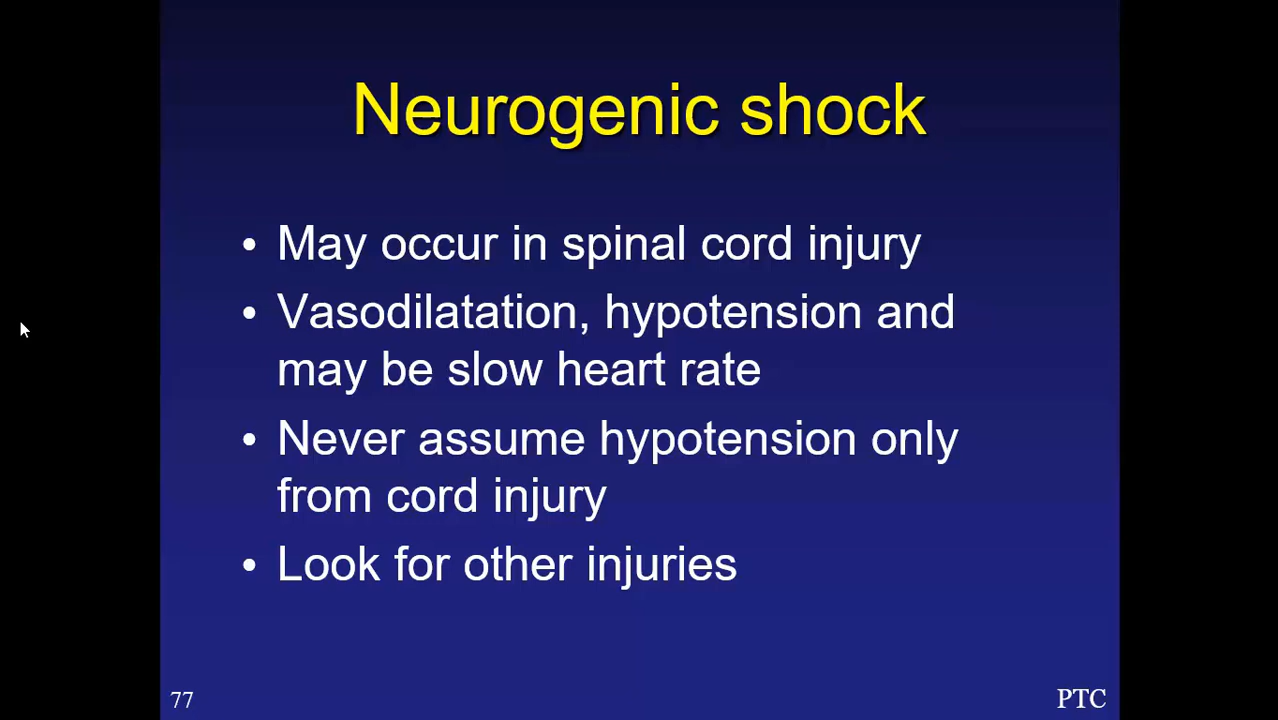 Neurogenic shock
• May occur in spinal cord injury
• Vasodilatation, hypotension and
may be slow heart rate
• Never assume hypotension only
from cord injury
• Look for other injuries
77
PTC